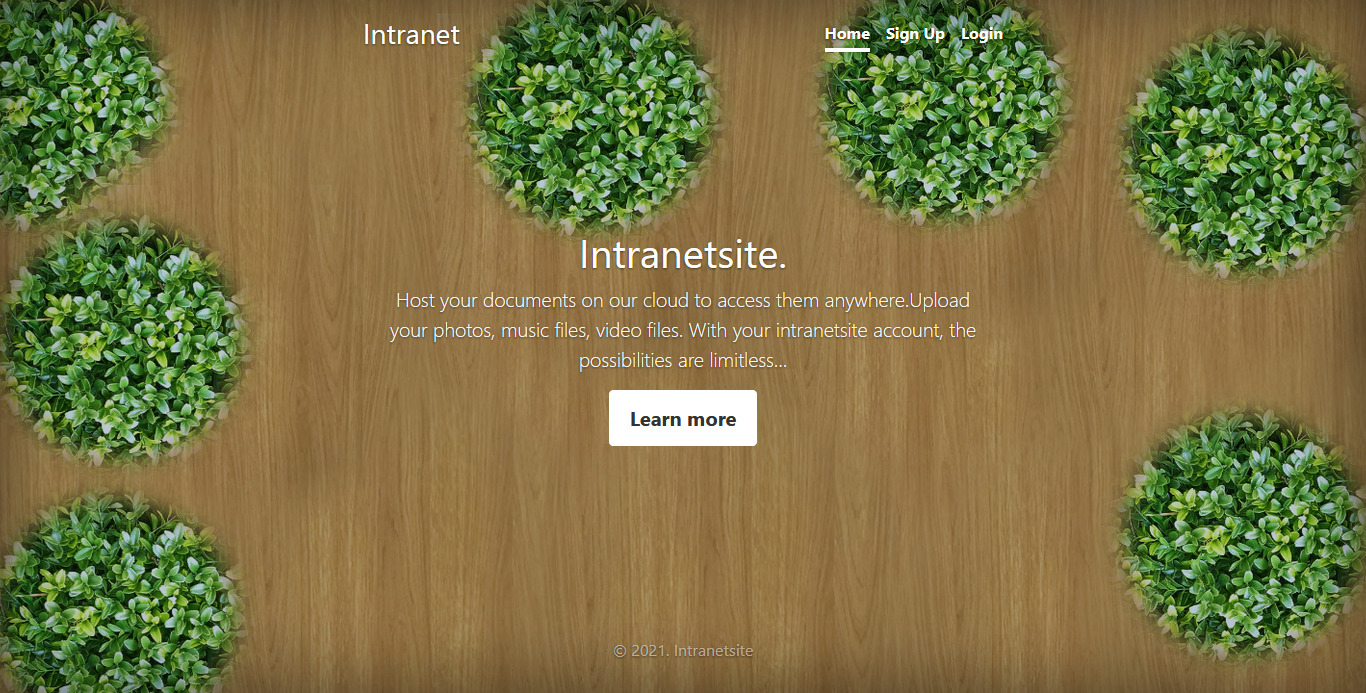 Intranet
Home Sign Up Login
Intranetsite.
Host your documents on our cloud to access them anywhere.Upload
your photos, music files, video files. With your intranetsite account, the
possibilities are limitless...
Learn more
© 2021. Intranetsite